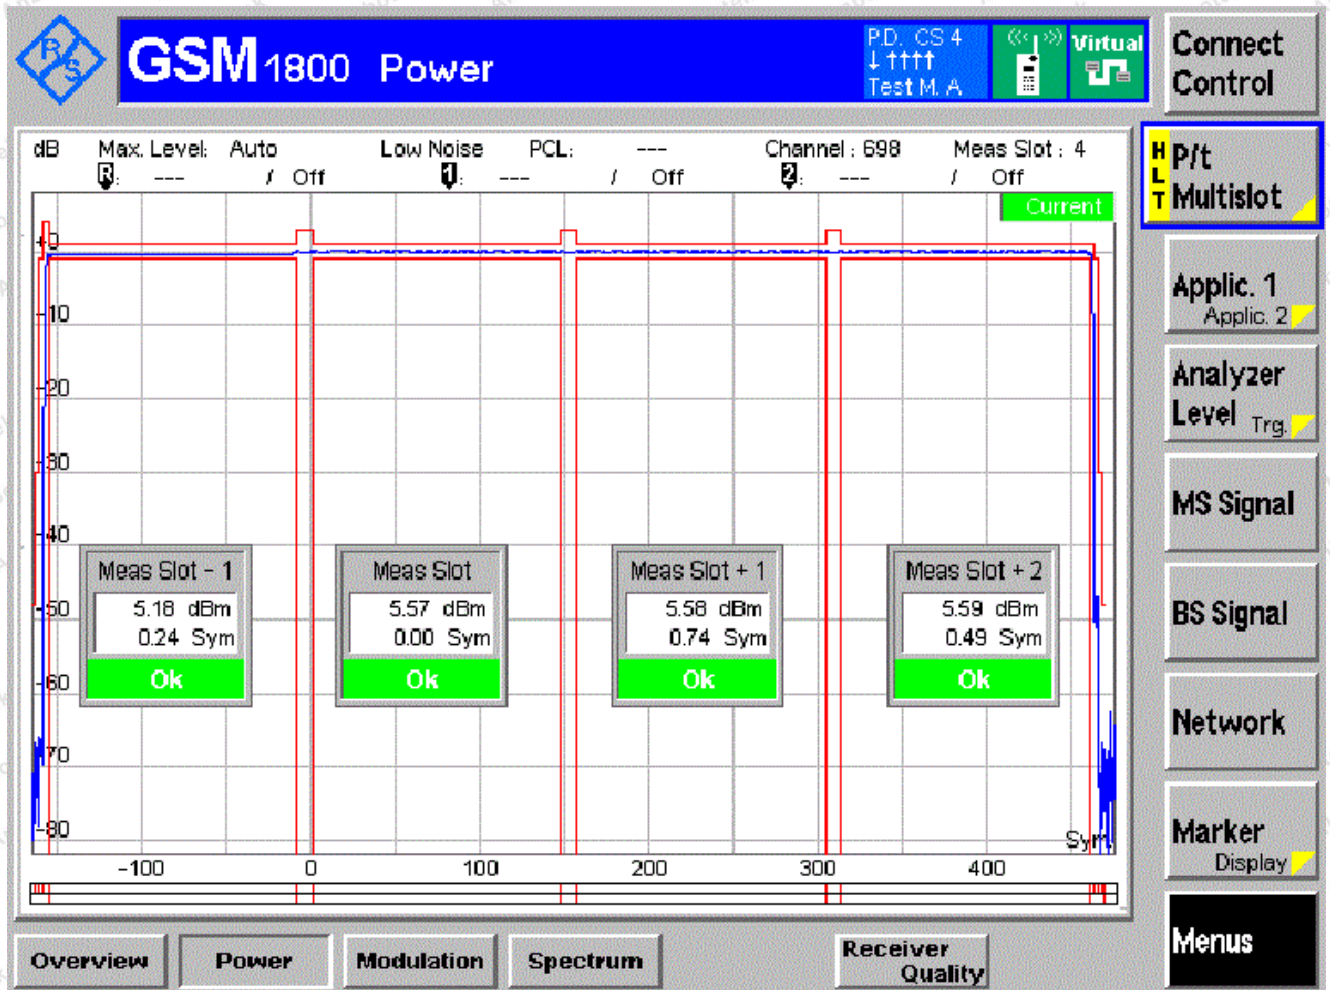 R&S
GSM 1800 Power
P.D. CS 4
↓ ↑↑↑↑
Test M. A
Virtual
Connect
Control
dB Max. Level: Auto Low Noise PCL: --- Channel : 698 Meas Slot : 4
R: --- / Off 1: --- / Off 2: --- / Off
Current
HLT
P/t
Multislot
Applic. 1
Applic. 2
Analyzer
Level Trg.
MS Signal
BS Signal
Network
Marker
Display
Menus
+0
-10
-20
-30
-40
-50
-60
-70
-80
Meas Slot - 1
5.18 dBm
0.24 Sym
Ok
Meas Slot
5.57 dBm
0.00 Sym
Ok
Meas Slot + 1
5.58 dBm
0.74 Sym
Ok
Meas Slot + 2
5.59 dBm
0.49 Sym
Ok
Sym
-100 0 100 200 300 400
Overview Power Modulation Spectrum Receiver
Quality